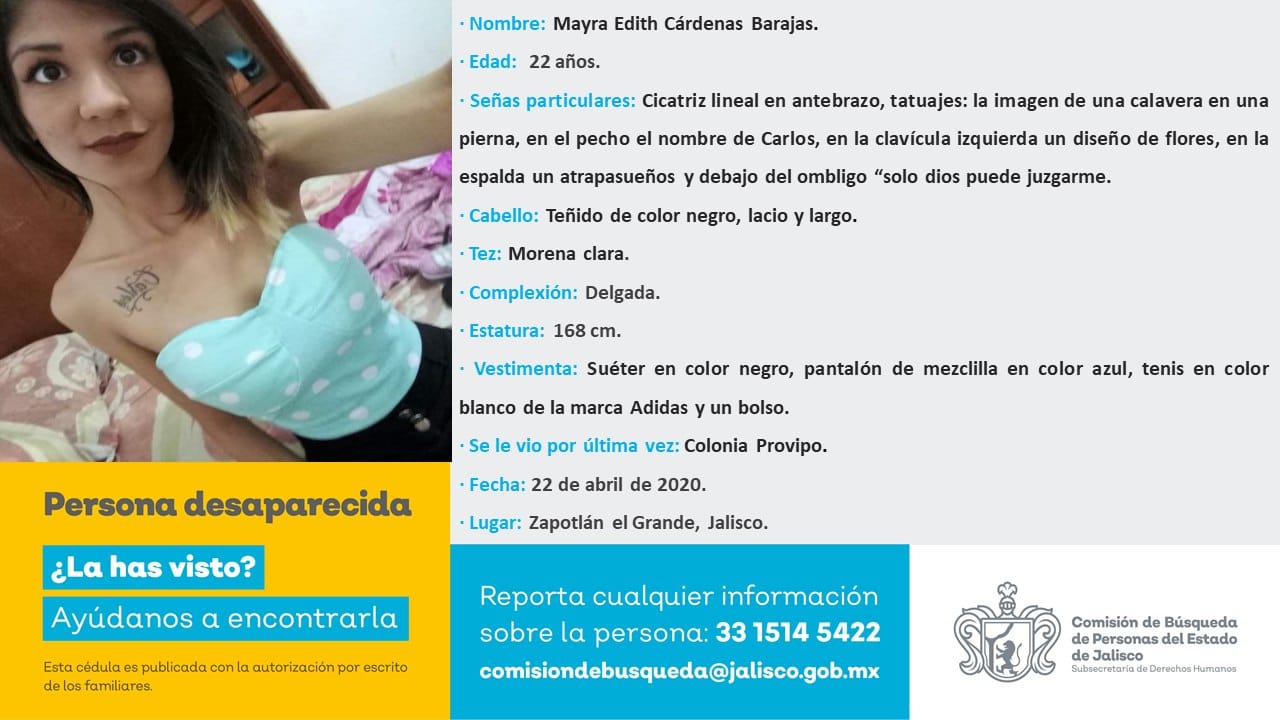 · Nombre: Mayra Edith Cárdenas Barajas.
· Edad: 22 años.
· Señas particulares: Cicatriz lineal en antebrazo, tatuajes: la imagen de una calavera en una
pierna, en el pecho el nombre de Carlos, en la clavícula izquierda un diseño de flores, en la
espalda un atrapasueños y debajo del ombligo “solo dios puede juzgarme.
· Cabello: Teñido de color negro, lacio y largo.
· Tez: Morena clara.
· Complexión: Delgada.
· Estatura: 168 cm.
· Vestimenta: Suéter en color negro, pantalón de mezclilla en color azul, tenis en color
blanco de la marca Adidas y un bolso.
· Se le vio por última vez: Colonia Provipo.
· Fecha: 22 de abril de 2020.
· Lugar: Zapotlán el Grande, Jalisco.
Persona desaparecida
¿La has visto?
Ayúdanos a encontrarla
Esta cédula es publicada con la autorización por escrito
de los familiares.
Reporta cualquier información
sobre la persona: 33 1514 5422
comisiondebusqueda@jalisco.gob.mx
Comisión de Búsqueda
de Personas del Estado
de Jalisco
Subsecretaría de Derechos Humanos